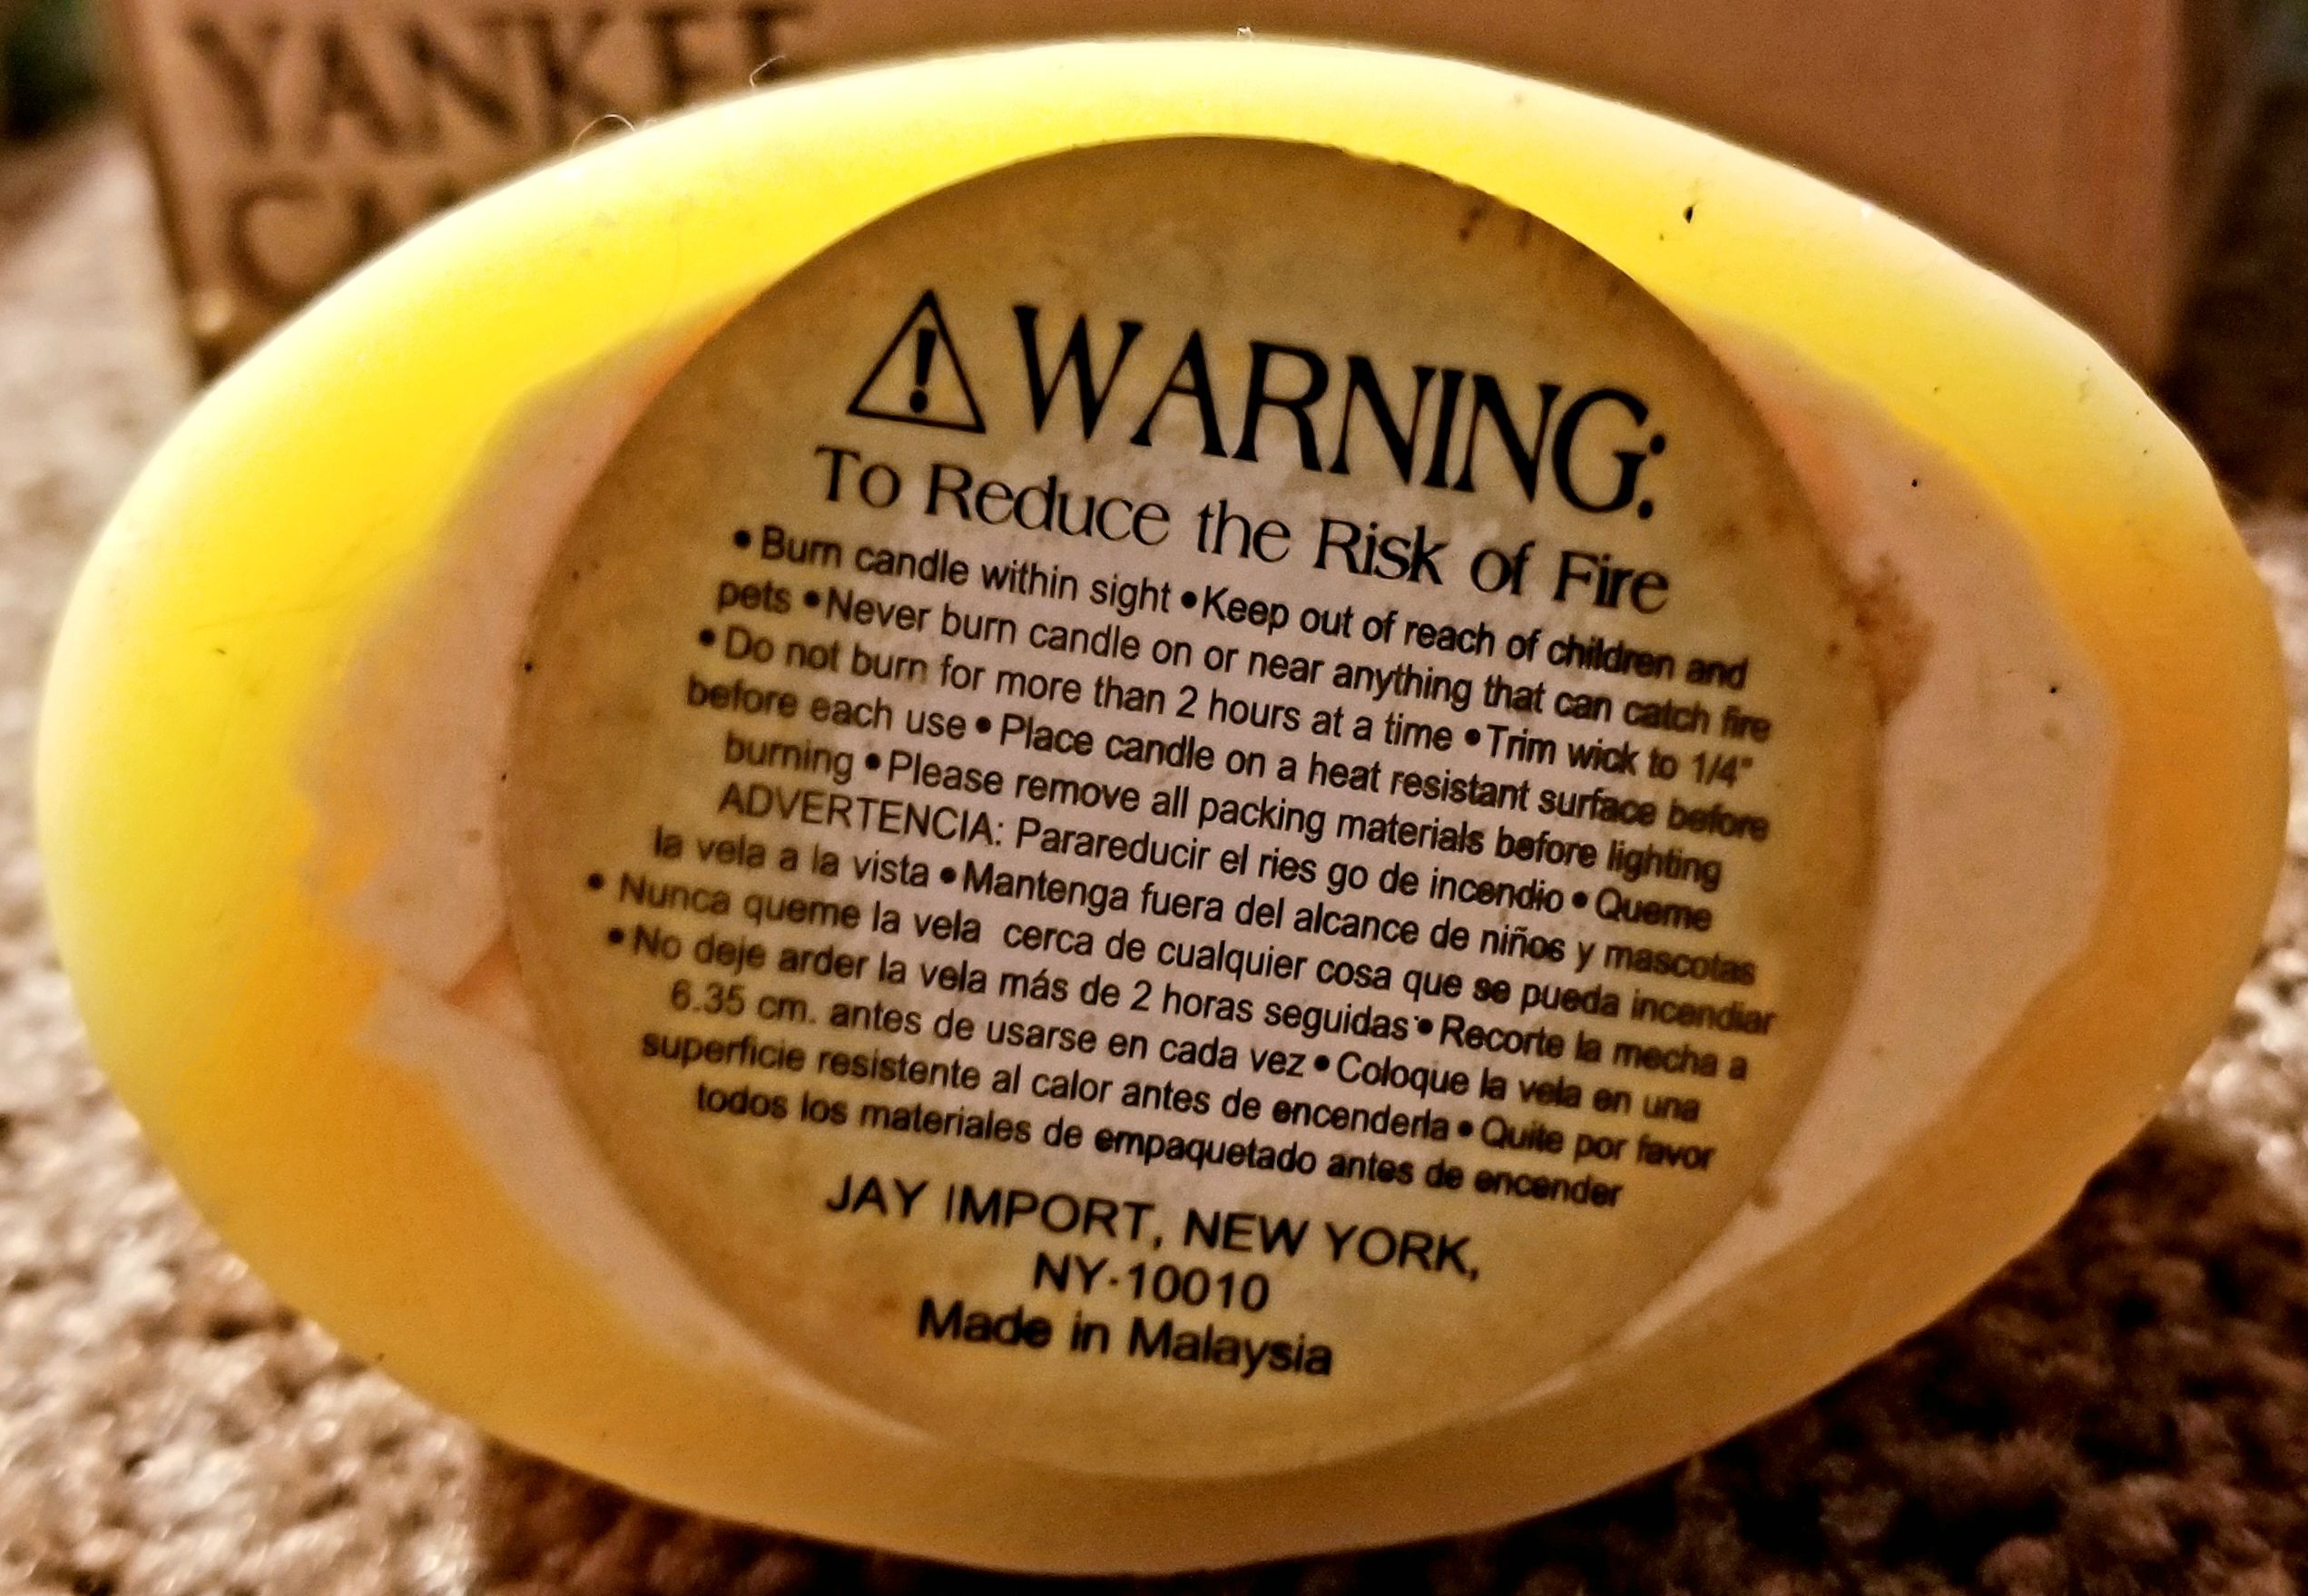 YANKEE
WARNING:
To Reduce the Risk of Fire
• Burn candle within sight • Keep out of reach of children and
pets • Never burn candle on or near anything that can catch fire
• Do not burn for more than 2 hours at a time • Trim wick to 1/4"
before each use • Place candle on a heat resistant surface before
burning • Please remove all packing materials before lighting
ADVERTENCIA: Parareducir el ries go de incendio • Queme
la vela a la vista • Mantenga fuera del alcance de niños y mascotas
• Nunca queme la vela cerca de cualquier cosa que se pueda incendiar
• No deje arder la vela más de 2 horas seguidas • Recorte la mecha a
6.35 cm. antes de usarse en cada vez • Coloque la vela en una
superficie resistente al calor antes de encenderla • Quite por favor
todos los materiales de empaquetado antes de encender
JAY IMPORT, NEW YORK,
NY-10010
Made in Malaysia